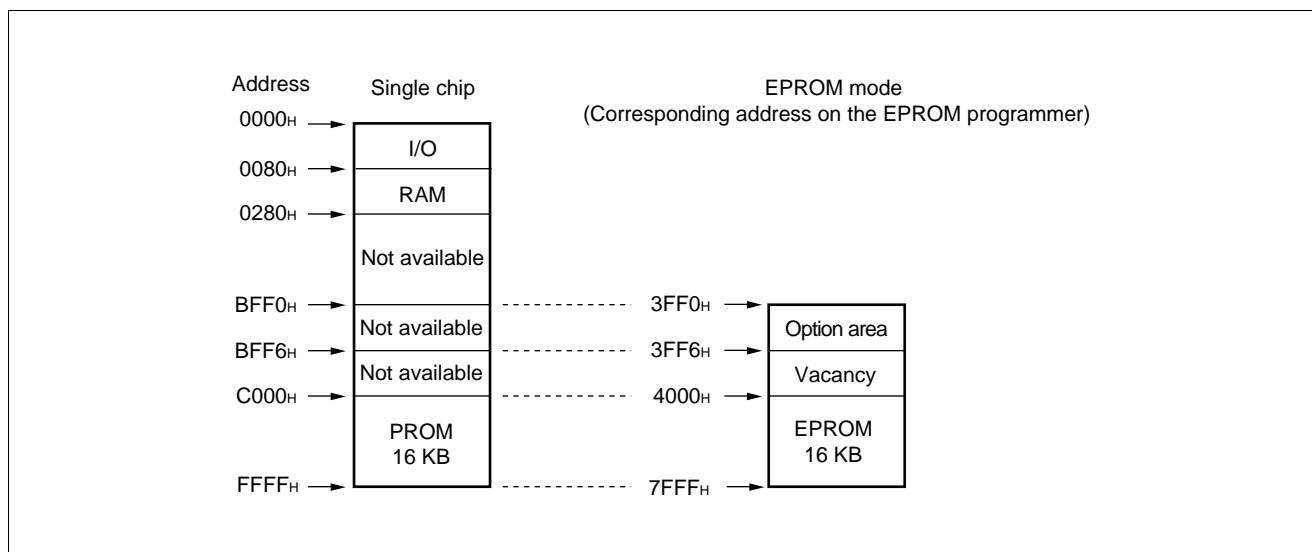 Address
Single chip
EPROM mode
(Corresponding address on the EPROM programmer)
0000H
I/O
0080H
RAM
0280H
Not available
BFF0H
3FF0H
Not available
Option area
BFF6H
3FF6H
Not available
Vacancy
C000H
4000H
PROM
16 KB
EPROM
16 KB
FFFFH
7FFFH